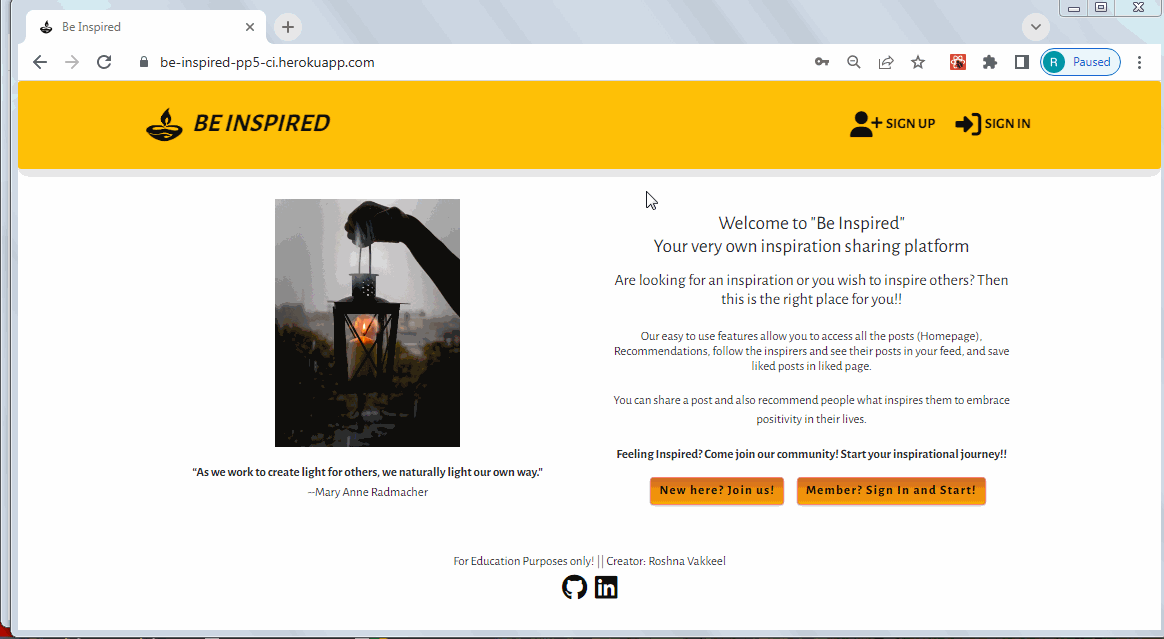 Be Inspired
be-inspired-pp5-ci.herokuapp.com
R Paused
BE INSPIRED
SIGN UP
SIGN IN
Welcome to "Be Inspired"
Your very own inspiration sharing platform
Are looking for an inspiration or you wish to inspire others? Then
this is the right place for you!!
Our easy to use features allow you to access all the posts (Homepage),
Recommendations, follow the inspirers and see their posts in your feed, and save
liked posts in liked page.
You can share a post and also recommend people what inspires them to embrace
positivity in their lives.
Feeling Inspired? Come join our community! Start your inspirational journey!!
New here? Join us!
Member? Sign In and Start!
"As we work to create light for others, we naturally light our own way."
--Mary Anne Radmacher
For Education Purposes only! || Creator: Roshna Vakkeel
in